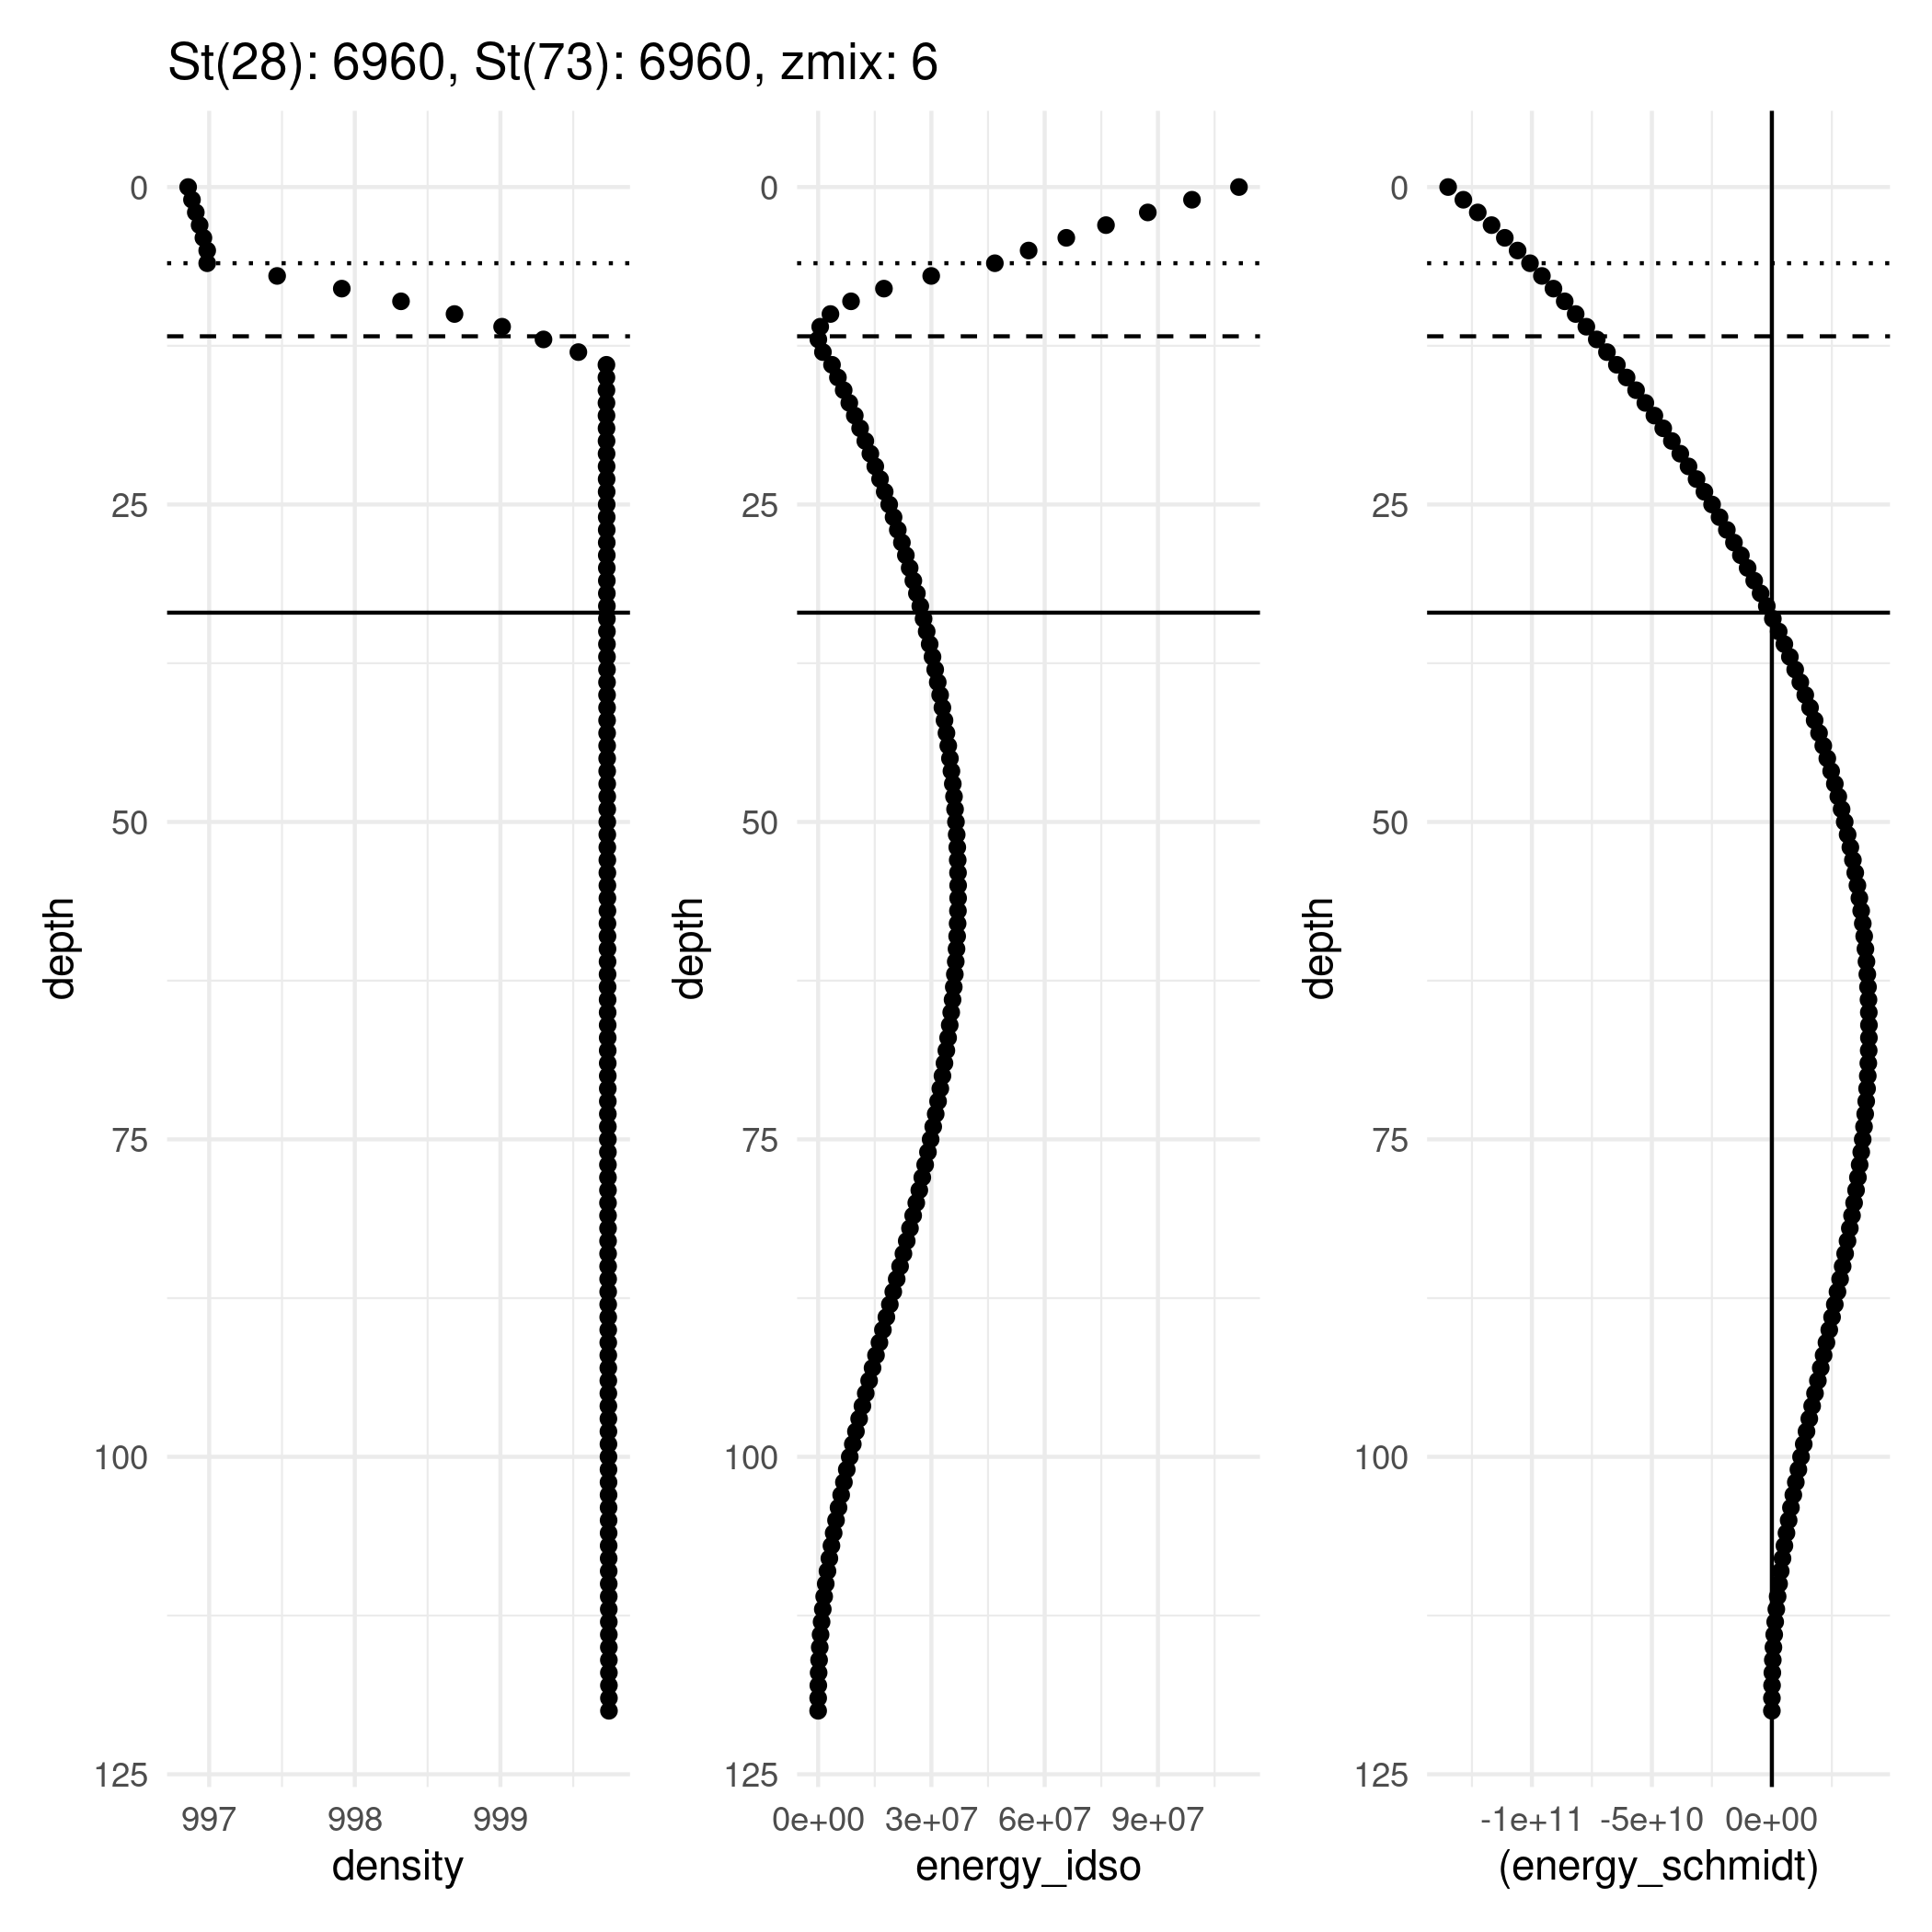 St(28): 6960, St(73): 6960, zmix: 6
0
25
50
75
100
125
depth
997 998 999
density
0
25
50
75
100
125
depth
0e+00 3e+07 6e+07 9e+07
energy_idso
0
25
50
75
100
125
depth
-1e+11 -5e+10 0e+00
(energy_schmidt)